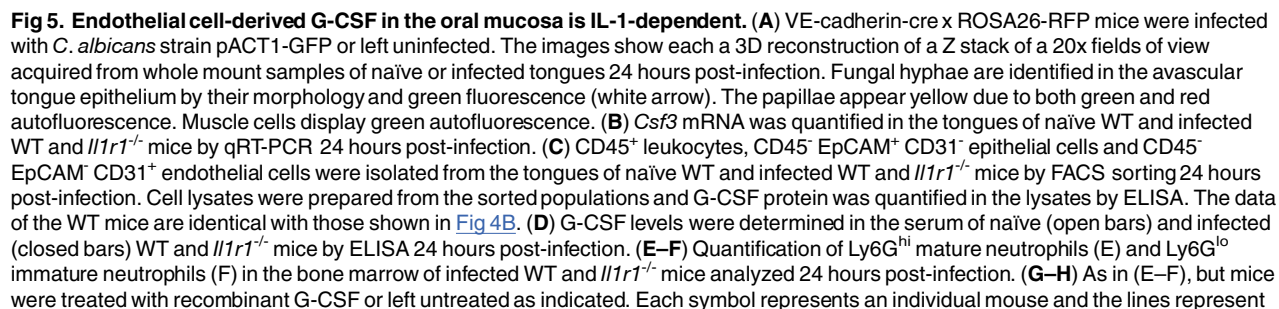 Fig 5. Endothelial cell-derived G-CSF in the oral mucosa is IL-1-dependent. (A) VE-cadherin-cre x ROSA26-RFP mice were infected
with C. albicans strain pACT1-GFP or left uninfected. The images show each a 3D reconstruction of a Z stack of a 20x fields of view
acquired from whole mount samples of naïve or infected tongues 24 hours post-infection. Fungal hyphae are identified in the avascular
tongue epithelium by their morphology and green fluorescence (white arrow). The papillae appear yellow due to both green and red
autofluorescence. Muscle cells display green autofluorescence. (B) Csf3 mRNA was quantified in the tongues of naïve WT and infected
WT and Il1r1-/- mice by qRT-PCR 24 hours post-infection. (C) CD45+ leukocytes, CD45- EpCAM+ CD31- epithelial cells and CD45-
EpCAM- CD31+ endothelial cells were isolated from the tongues of naïve WT and infected WT and Il1r1-/- mice by FACS sorting 24 hours
post-infection. Cell lysates were prepared from the sorted populations and G-CSF protein was quantified in the lysates by ELISA. The data
of the WT mice are identical with those shown in Fig 4B. (D) G-CSF levels were determined in the serum of naïve (open bars) and infected
(closed bars) WT and Il1r1-/- mice by ELISA 24 hours post-infection. (E–F) Quantification of Ly6Ghi mature neutrophils (E) and Ly6Glo
immature neutrophils (F) in the bone marrow of infected WT and Il1r1-/- mice analyzed 24 hours post-infection. (G–H) As in (E–F), but mice
were treated with recombinant G-CSF or left untreated as indicated. Each symbol represents an individual mouse and the lines represent